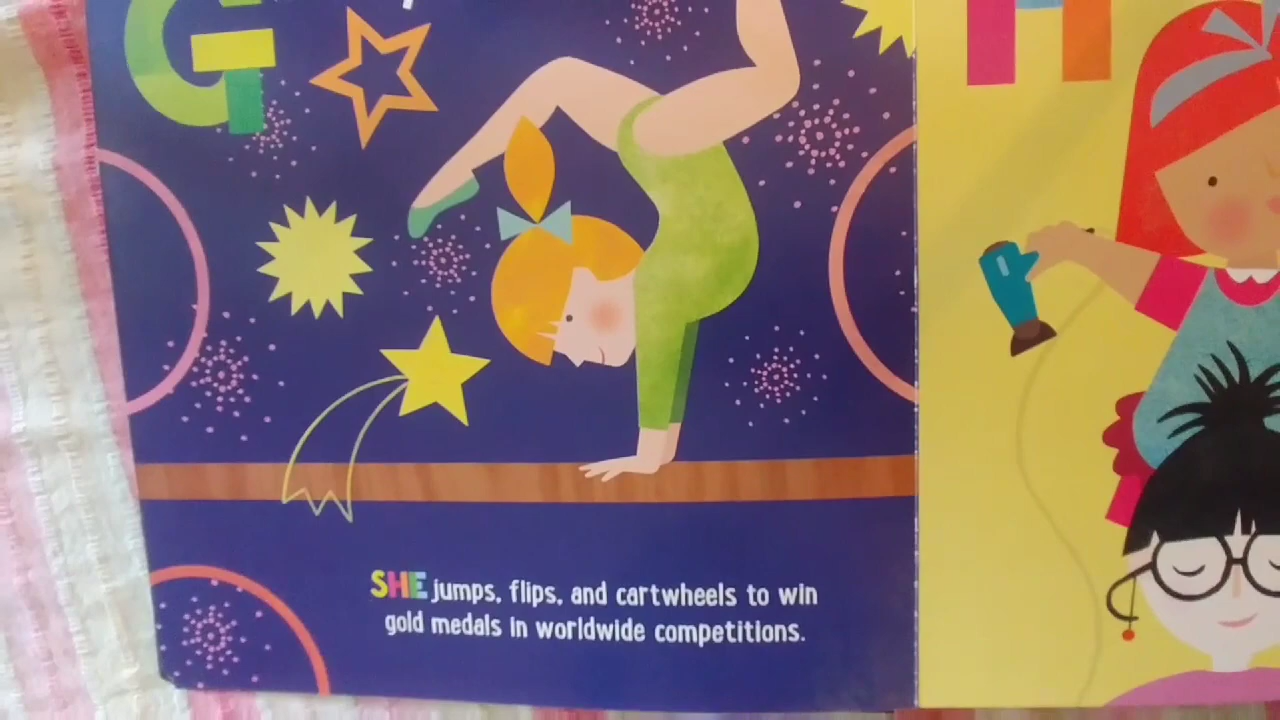 G
H
SHE jumps, flips, and cartwheels to win
gold medals in worldwide competitions.